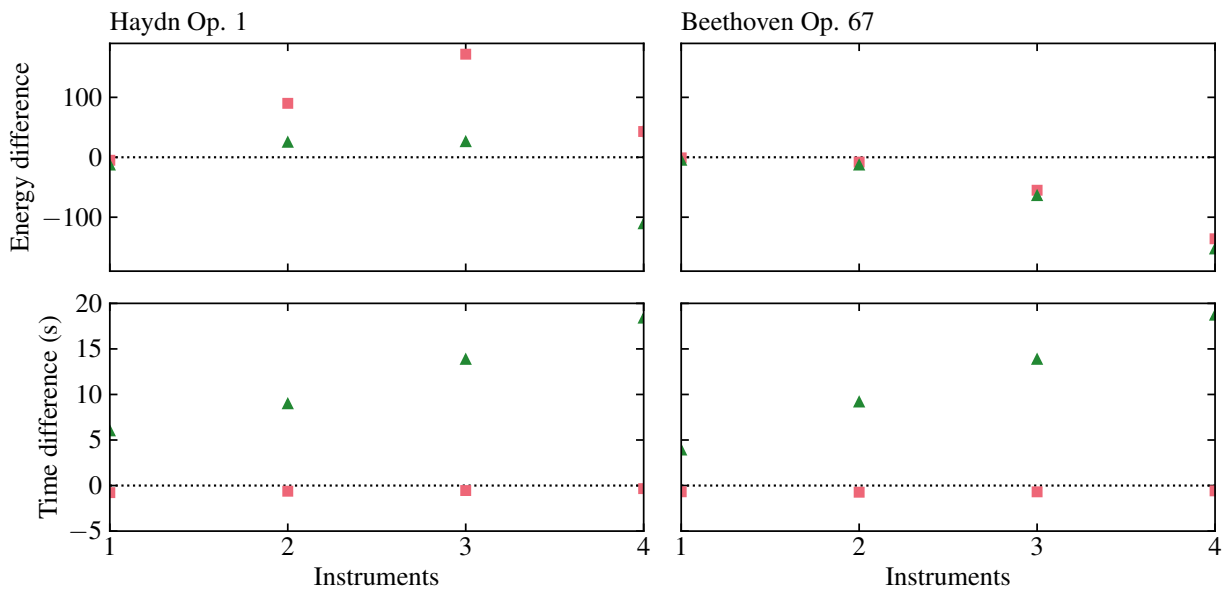 Haydn Op. 1
Beethoven Op. 67
Energy difference
100
0
−100
Time difference (s)
20
15
10
5
0
−5
1 2 3 4
1 2 3 4
Instruments
Instruments